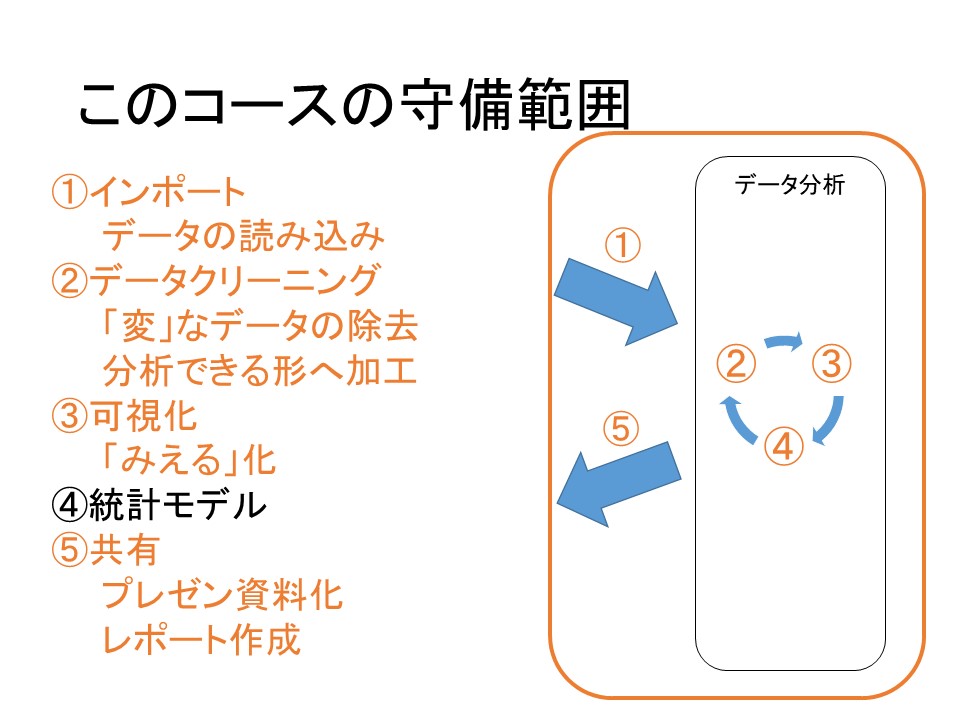 このコースの守備範囲
①インポート
データの読み込み
②データクリーニング
「変」なデータの除去
分析できる形へ加工
③可視化
「みえる」化
④統計モデル
⑤共有
プレゼン資料化
レポート作成
データ分析
①
②
③
④
⑤